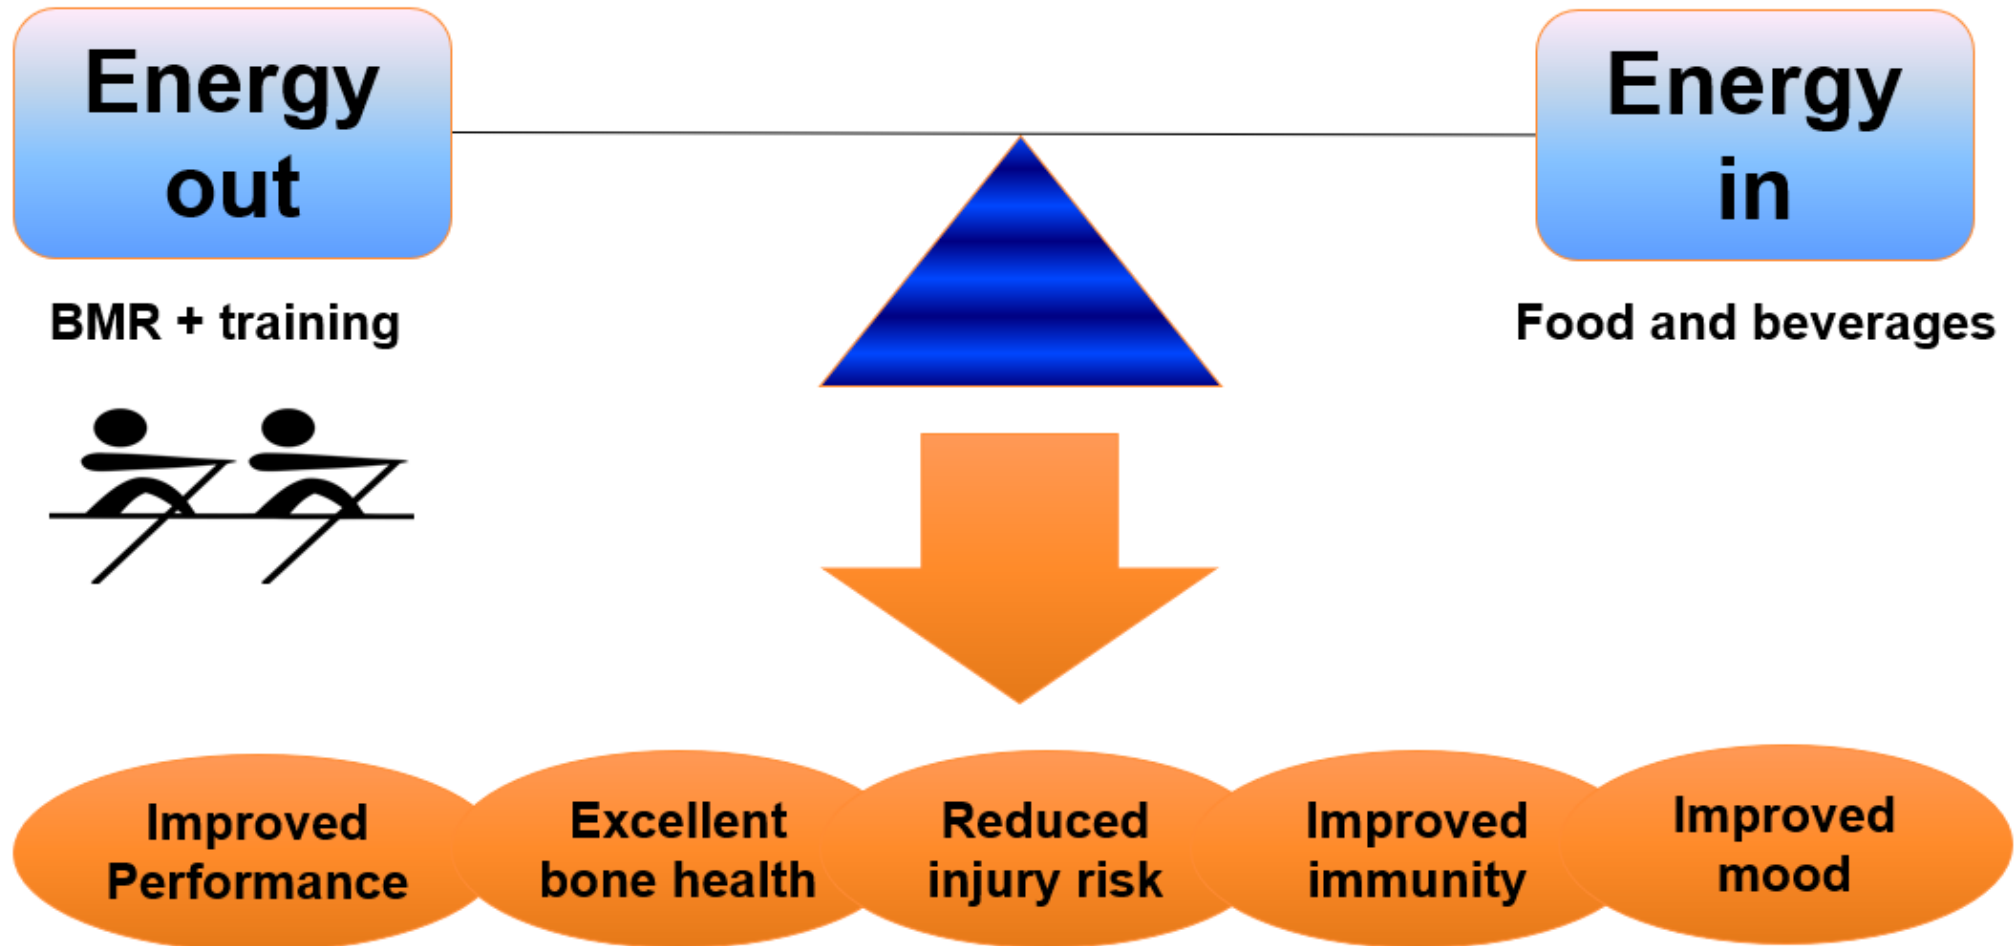 Energy
out
Energy
in
BMR + training
Food and beverages
Improved
Performance
Excellent
bone health
Reduced
injury risk
Improved
immunity
Improved
mood